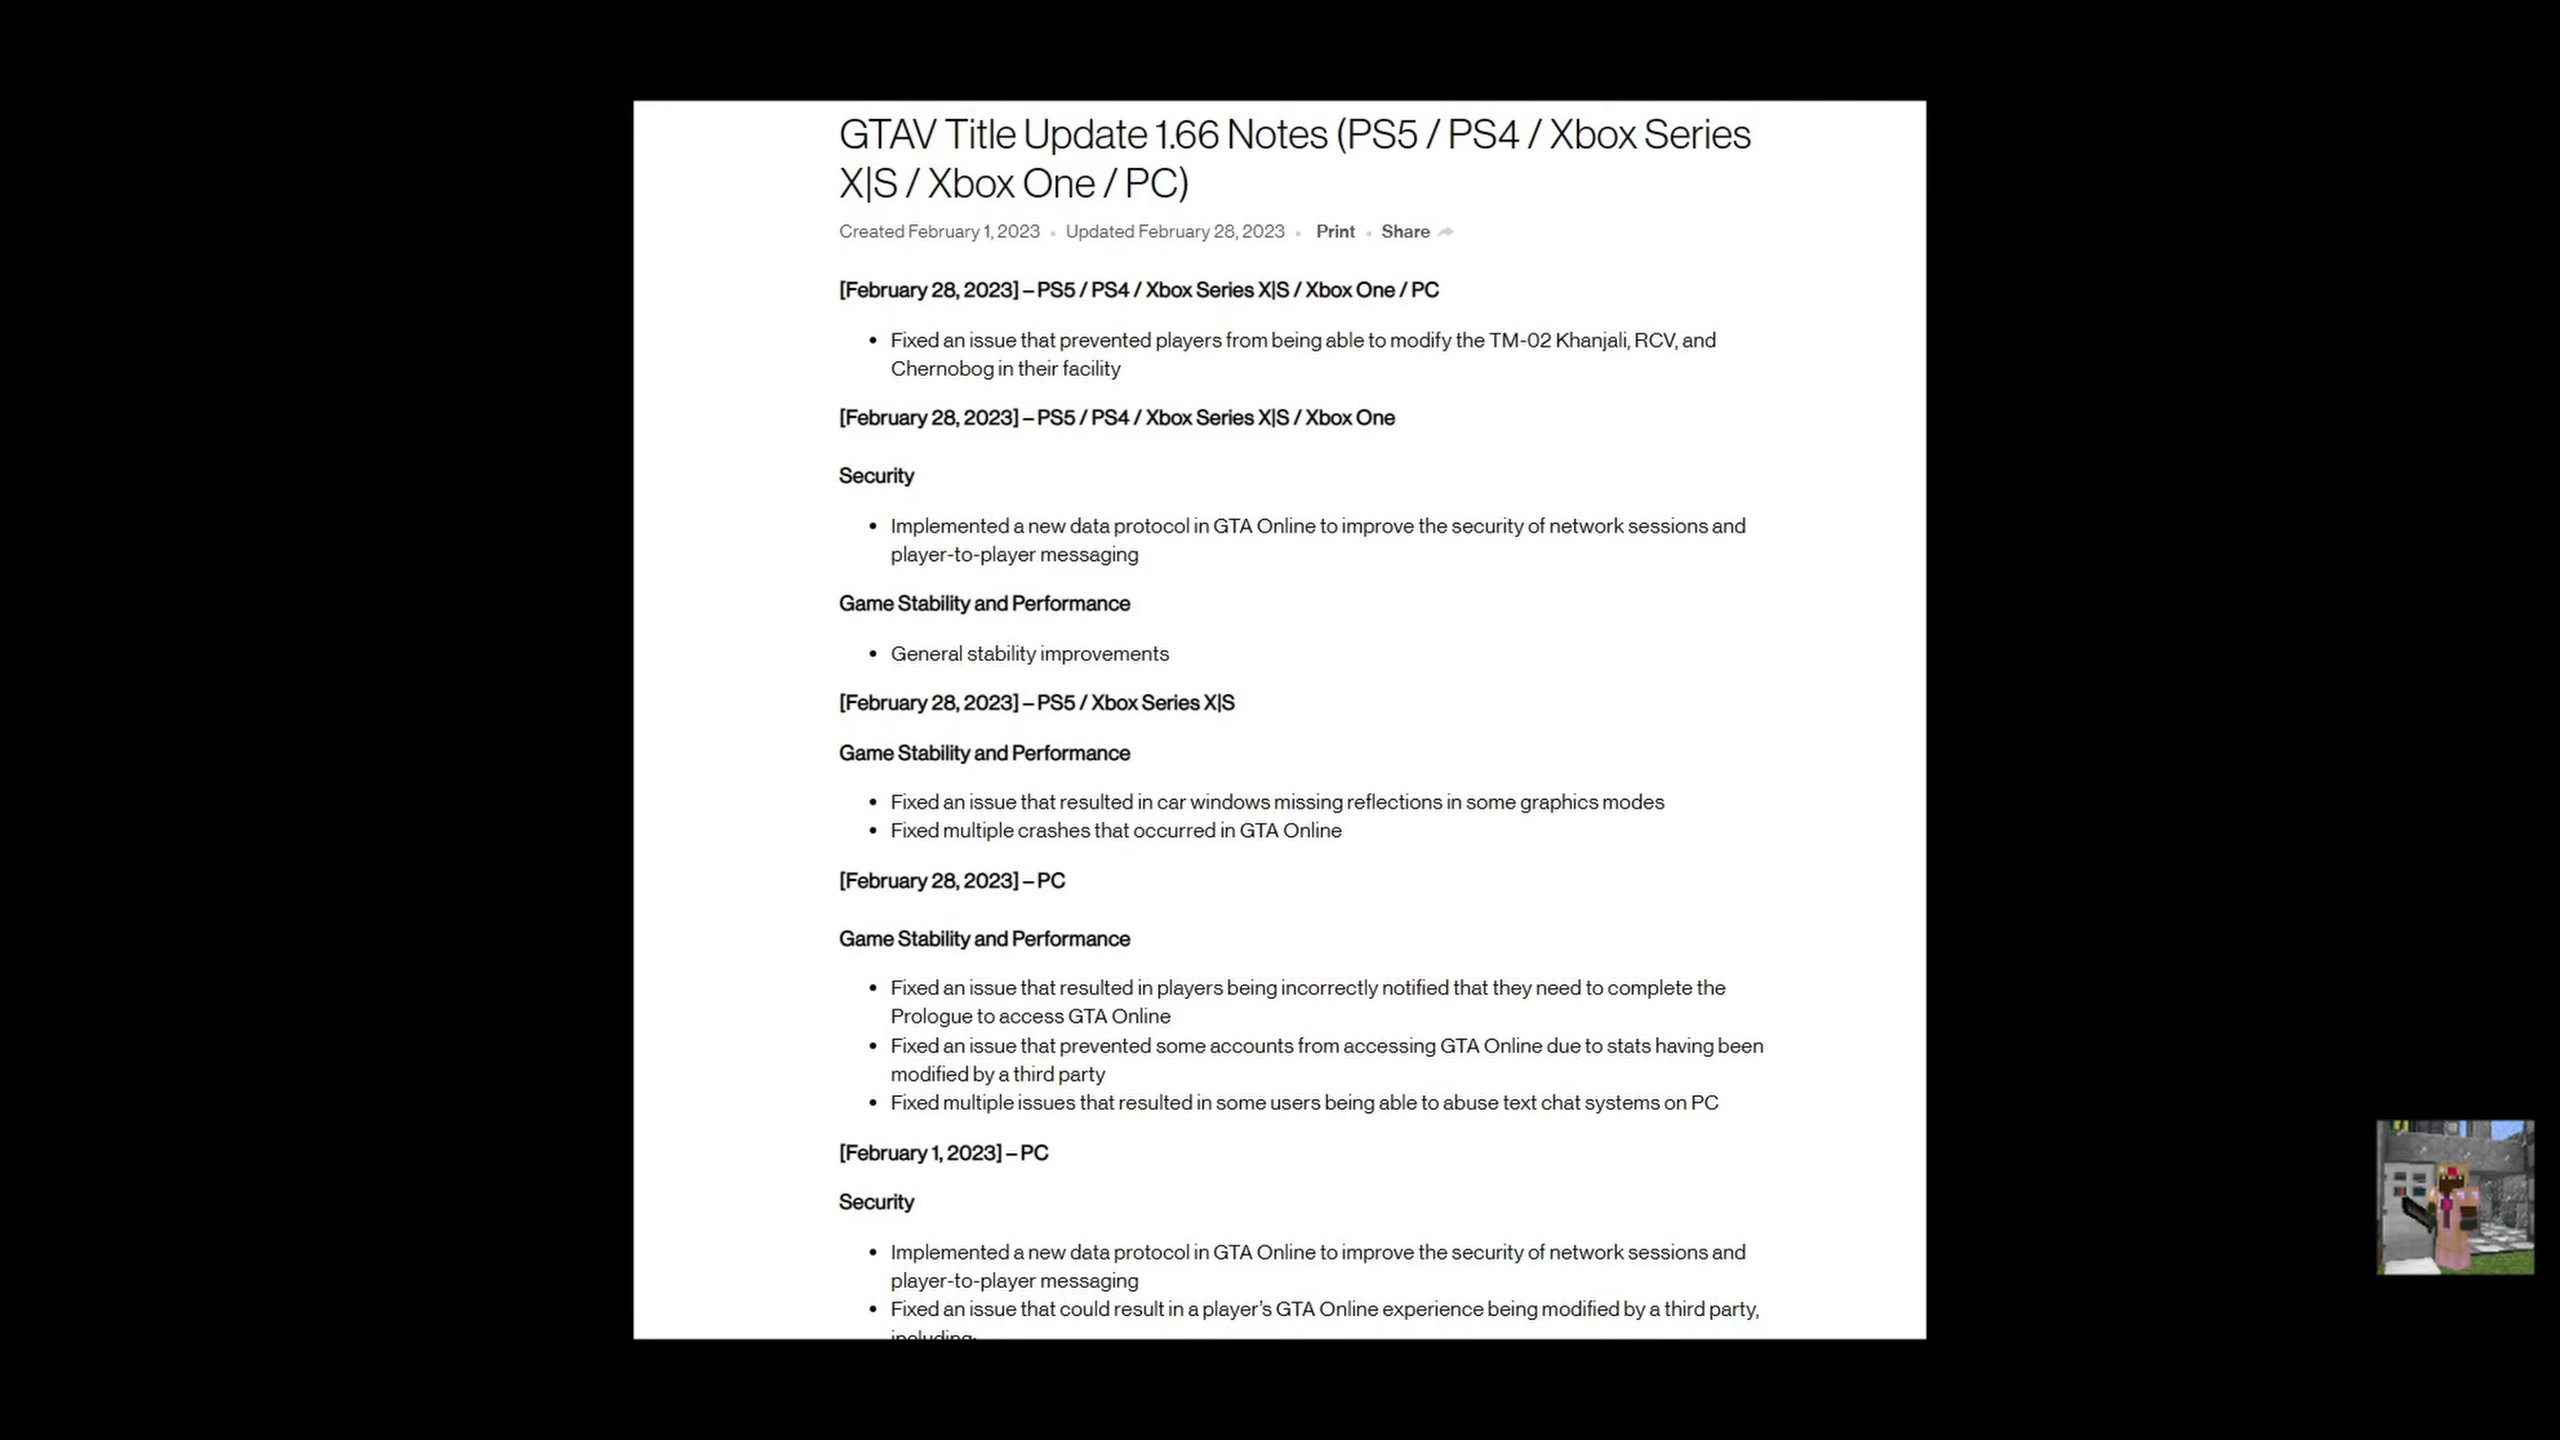 GTAV Title Update 1.66 Notes (PS5 / PS4 / Xbox Series
X|S / Xbox One / PC)
Created February 1, 2023 • Updated February 28, 2023 • Print • Share
[February 28, 2023] – PS5 / PS4 / Xbox Series X|S / Xbox One / PC
• Fixed an issue that prevented players from being able to modify the TM-02 Khanjali, RCV, and
Chernobog in their facility
[February 28, 2023] – PS5 / PS4 / Xbox Series X|S / Xbox One
Security
• Implemented a new data protocol in GTA Online to improve the security of network sessions and
player-to-player messaging
Game Stability and Performance
• General stability improvements
[February 28, 2023] – PS5 / Xbox Series X|S
Game Stability and Performance
• Fixed an issue that resulted in car windows missing reflections in some graphics modes
• Fixed multiple crashes that occurred in GTA Online
[February 28, 2023] – PC
Game Stability and Performance
• Fixed an issue that resulted in players being incorrectly notified that they need to complete the
Prologue to access GTA Online
• Fixed an issue that prevented some accounts from accessing GTA Online due to stats having been
modified by a third party
• Fixed multiple issues that resulted in some users being able to abuse text chat systems on PC
[February 1, 2023] – PC
Security
• Implemented a new data protocol in GTA Online to improve the security of network sessions and
player-to-player messaging
• Fixed an issue that could result in a player’s GTA Online experience being modified by a third party,
including: